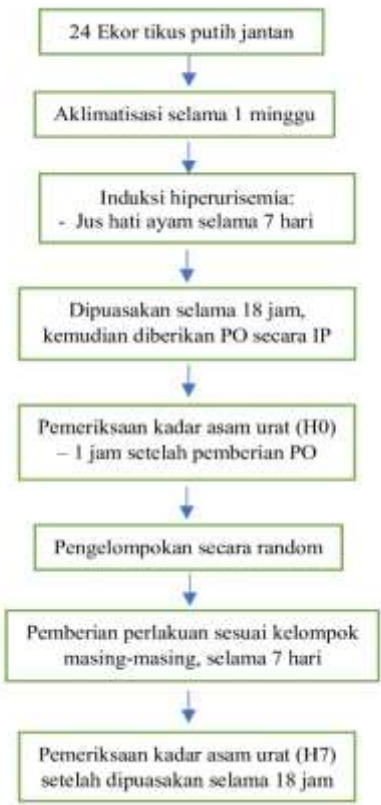 24 Ekor tikus putih jantan
Aklimatisasi selama 1 minggu
Induksi hiperurisemia:
- Jus hati ayam selama 7 hari
Dipuasakan selama 18 jam,
kemudian diberikan PO secara IP
Pemeriksaan kadar asam urat (H0)
– 1 jam setelah pemberian PO
Pengelompokan secara random
Pemberian perlakuan sesuai kelompok
masing-masing, selama 7 hari
Pemeriksaan kadar asam urat (H7)
setelah dipuasakan selama 18 jam